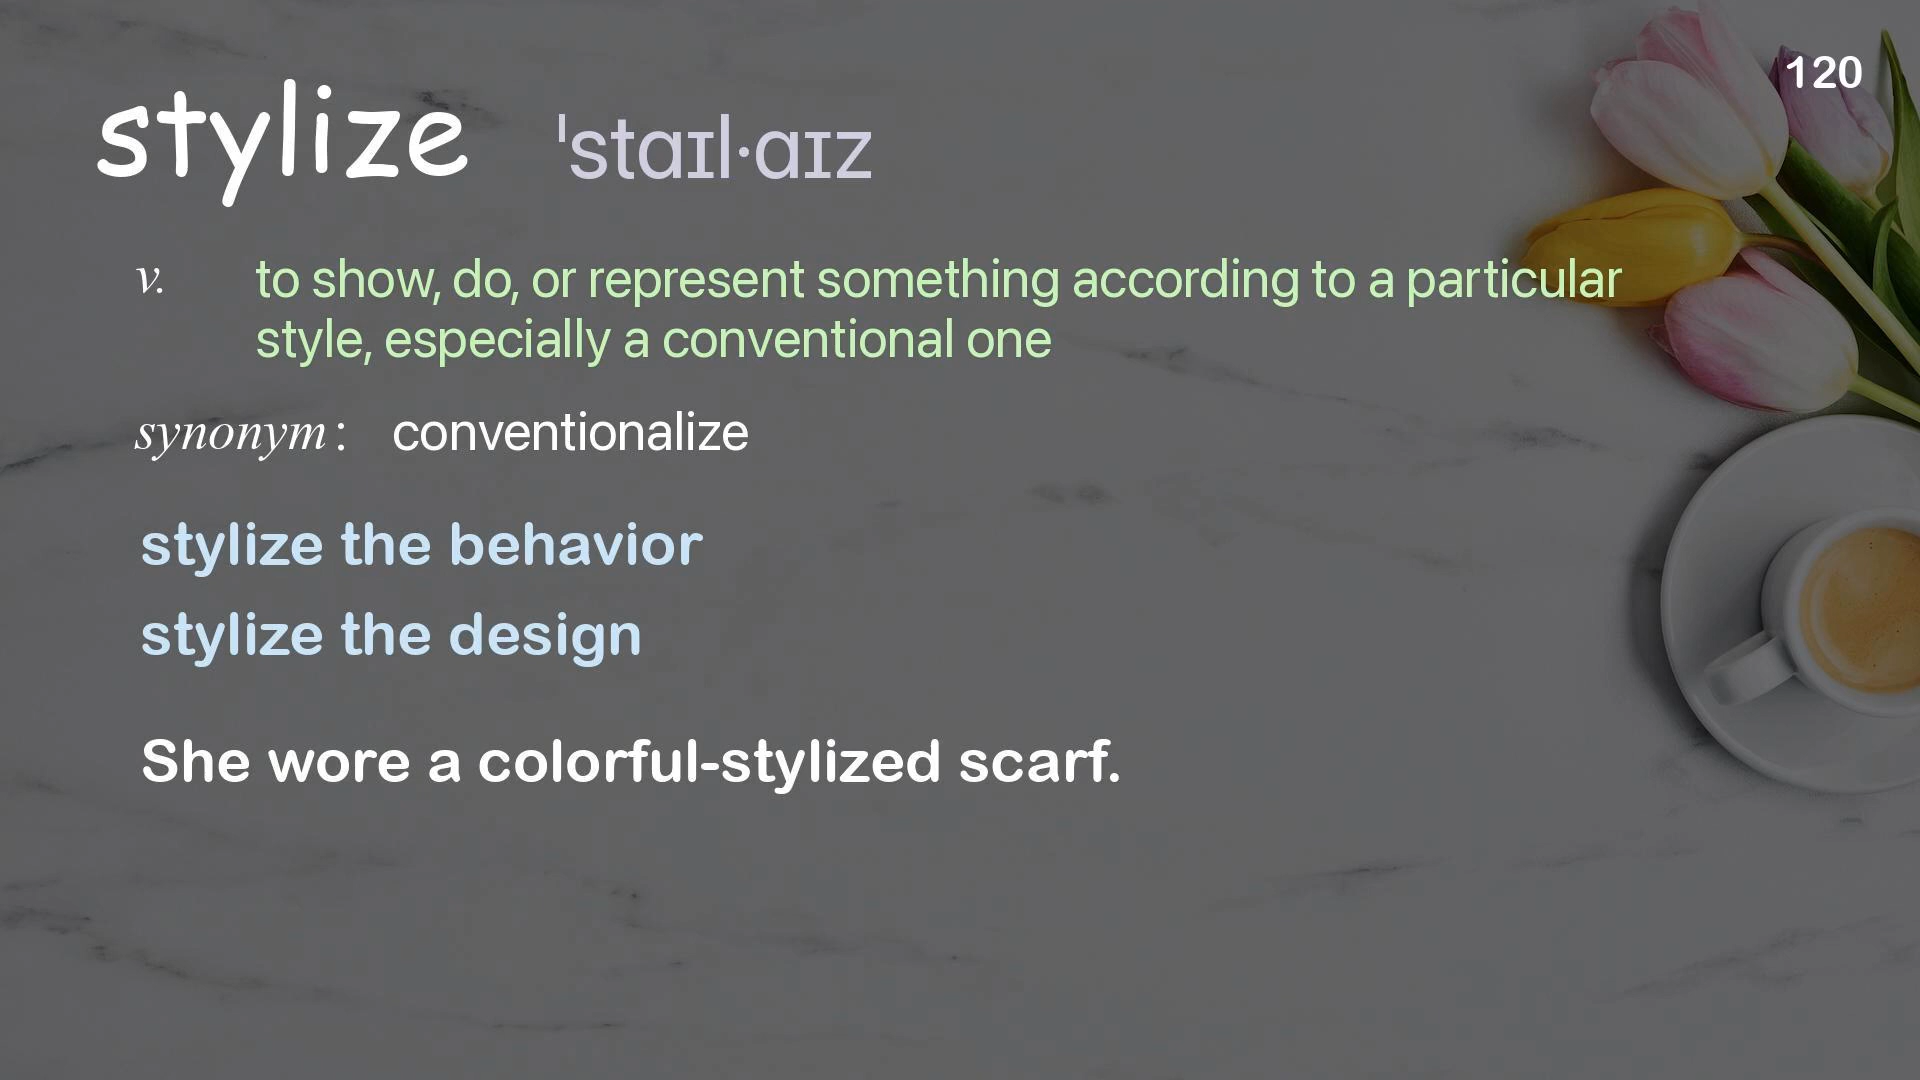 120
stylize ˈstaɪl·aɪz
v. to show, do, or represent something according to a particular
style, especially a conventional one
synonym: conventionalize
stylize the behavior
stylize the design
She wore a colorful-stylized scarf.